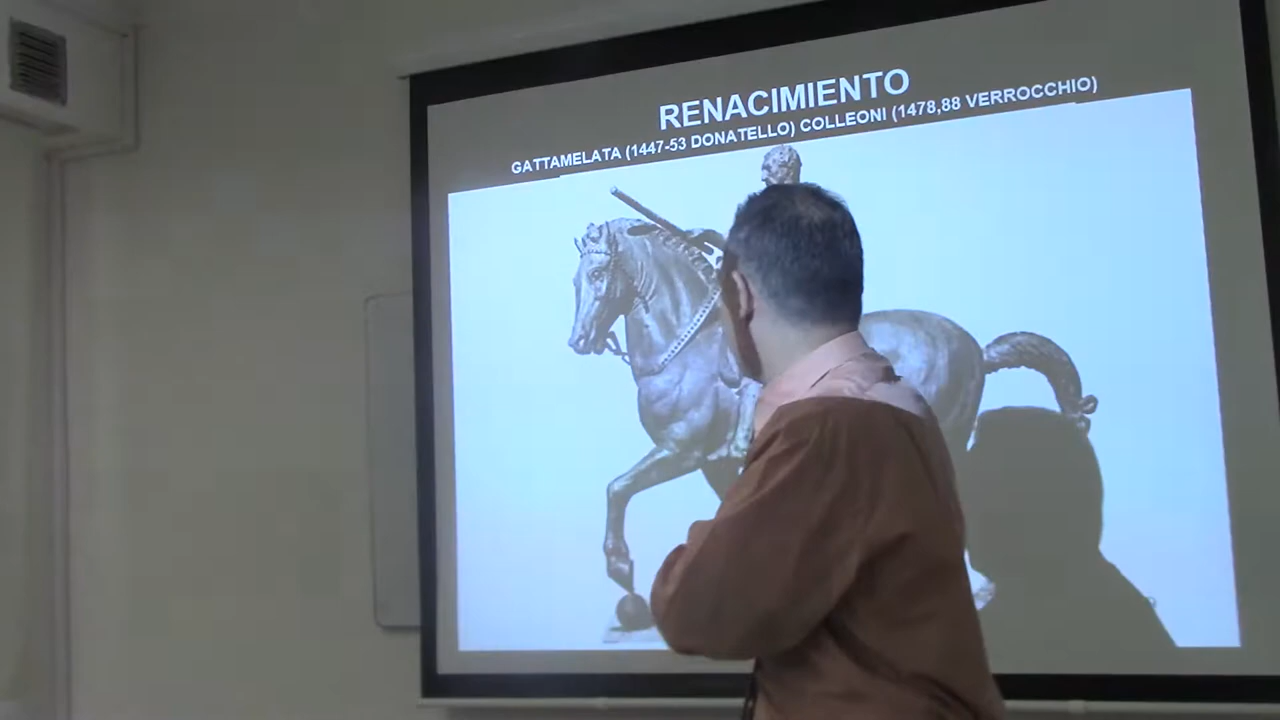 RENACIMIENTO
GATTAMELATA (1447-53 DONATELLO) COLLEONI (1478,88 VERROCCHIO)